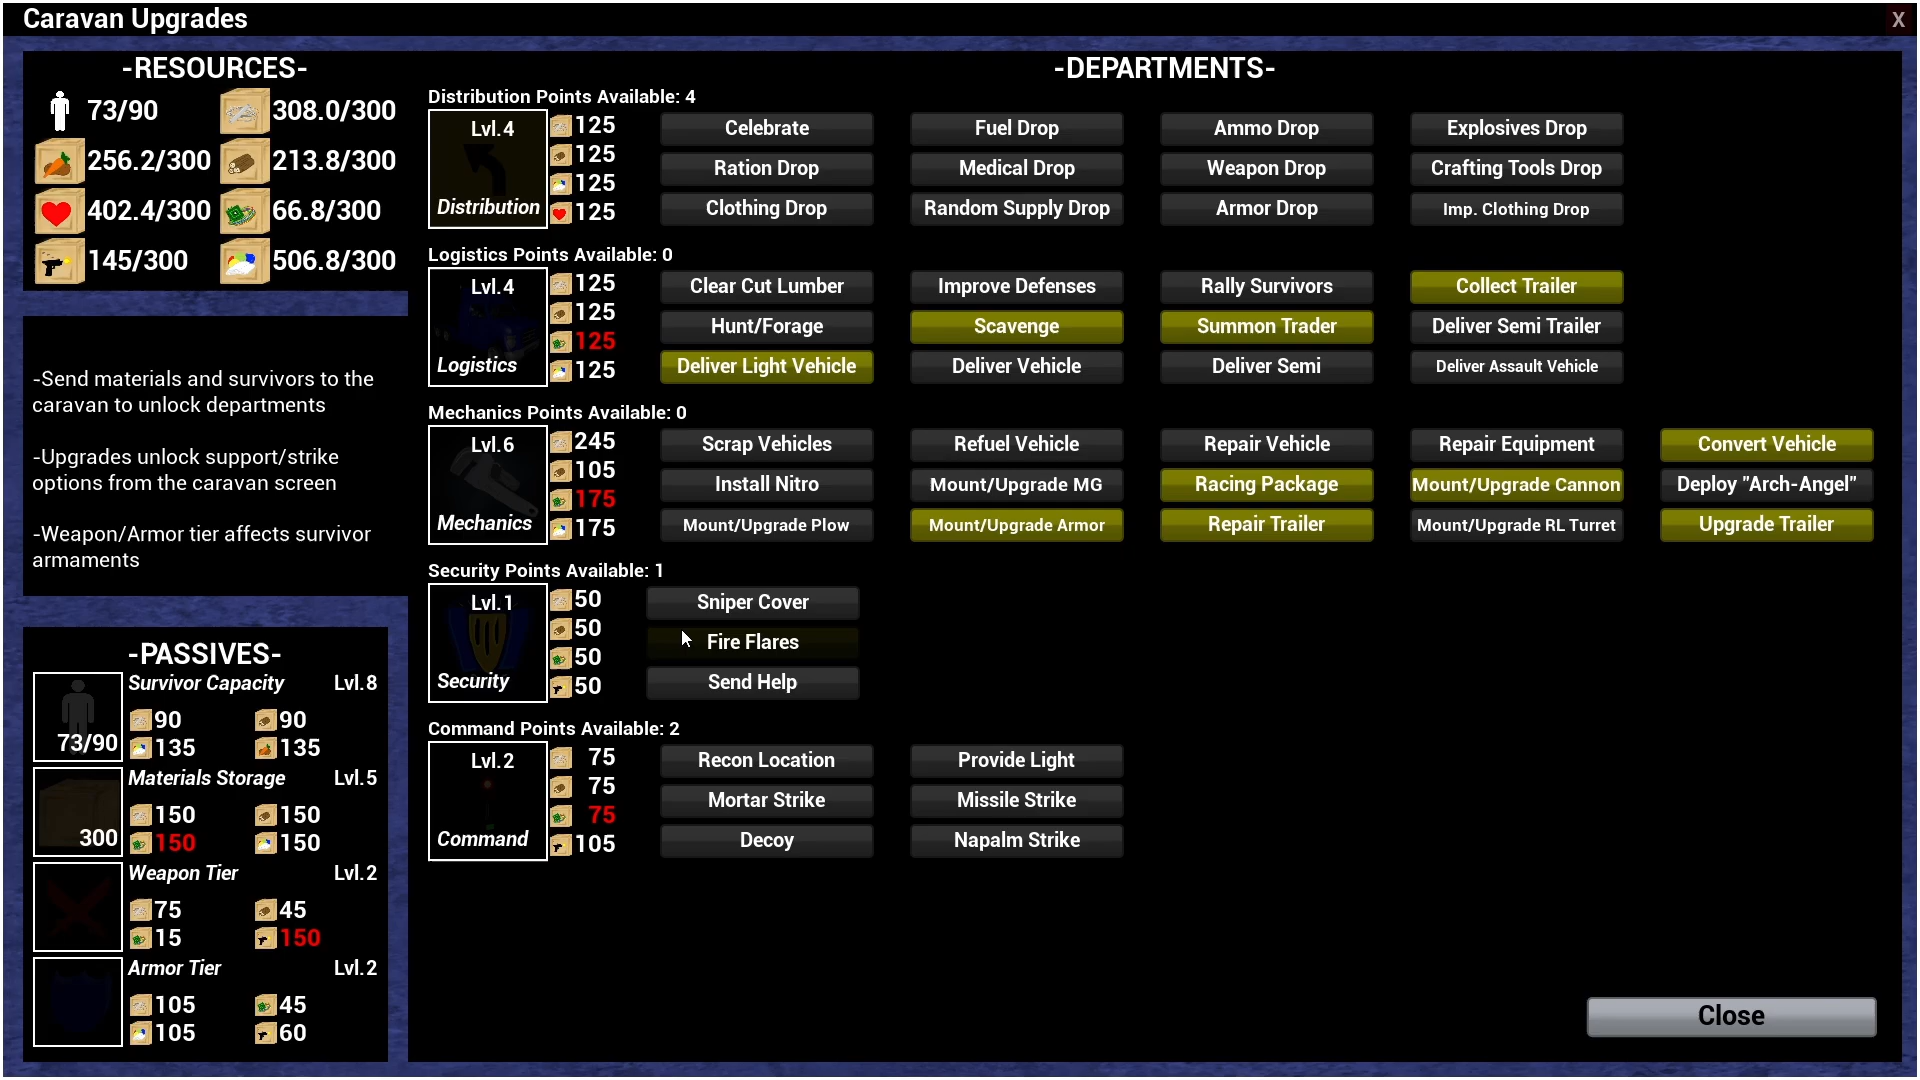 Caravan Upgrades
X
-RESOURCES-
73/90 308.0/300
256.2/300 213.8/300
402.4/300 66.8/300
145/300 506.8/300
-Send materials and survivors to the
caravan to unlock departments
-Upgrades unlock support/strike
options from the caravan screen
-Weapon/Armor tier affects survivor
armaments
-PASSIVES-
Survivor Capacity Lvl.8
90 90
73/90
135 135
Materials Storage Lvl.5
150 150
300
150 150
Weapon Tier Lvl.2
75 45
15 150
Armor Tier Lvl.2
105 45
105 60
-DEPARTMENTS-
Distribution Points Available: 4
Lvl.4
Distribution
125
125
125
125
Celebrate Fuel Drop Ammo Drop Explosives Drop
Ration Drop Medical Drop Weapon Drop Crafting Tools Drop
Clothing Drop Random Supply Drop Armor Drop Imp. Clothing Drop
Logistics Points Available: 0
Lvl.4
Logistics
125
125
125
125
Clear Cut Lumber Improve Defenses Rally Survivors Collect Trailer
Hunt/Forage Scavenge Summon Trader Deliver Semi Trailer
Deliver Light Vehicle Deliver Vehicle Deliver Semi Deliver Assault Vehicle
Mechanics Points Available: 0
Lvl.6
Mechanics
245
105
175
175
Scrap Vehicles Refuel Vehicle Repair Vehicle Repair Equipment Convert Vehicle
Install Nitro Mount/Upgrade MG Racing Package Mount/Upgrade Cannon Deploy "Arch-Angel"
Mount/Upgrade Plow Mount/Upgrade Armor Repair Trailer Mount/Upgrade RL Turret Upgrade Trailer
Security Points Available: 1
Lvl.1
Security
50
50
50
50
Sniper Cover
Fire Flares
Send Help
Command Points Available: 2
Lvl.2
Command
75
75
75
105
Recon Location Provide Light
Mortar Strike Missile Strike
Decoy Napalm Strike
Close